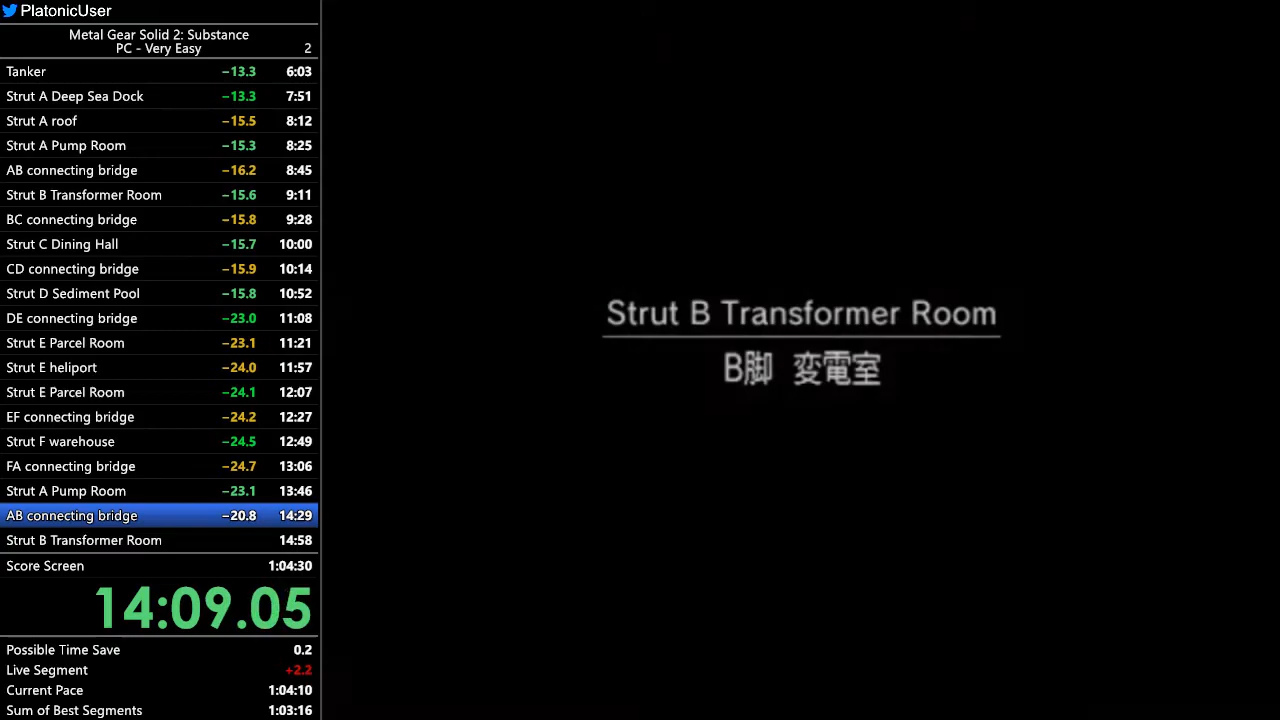 PlatonicUser
Metal Gear Solid 2: Substance
PC - Very Easy 2
Tanker −13.3 6:03
Strut A Deep Sea Dock −13.3 7:51
Strut A roof −15.5 8:12
Strut A Pump Room −15.3 8:25
AB connecting bridge −16.2 8:45
Strut B Transformer Room −15.6 9:11
BC connecting bridge −15.8 9:28
Strut C Dining Hall −15.7 10:00
CD connecting bridge −15.9 10:14
Strut D Sediment Pool −15.8 10:52
DE connecting bridge −23.0 11:08
Strut E Parcel Room −23.1 11:21
Strut E heliport −24.0 11:57
Strut E Parcel Room −24.1 12:07
EF connecting bridge −24.2 12:27
Strut F warehouse −24.5 12:49
FA connecting bridge −24.7 13:06
Strut A Pump Room −23.1 13:46
AB connecting bridge −20.8 14:29
Strut B Transformer Room 14:58
Score Screen 1:04:30
14:09.05
Possible Time Save 0.2
Live Segment +2.2
Current Pace 1:04:10
Sum of Best Segments 1:03:16
Strut B Transformer Room
B脚 変電室